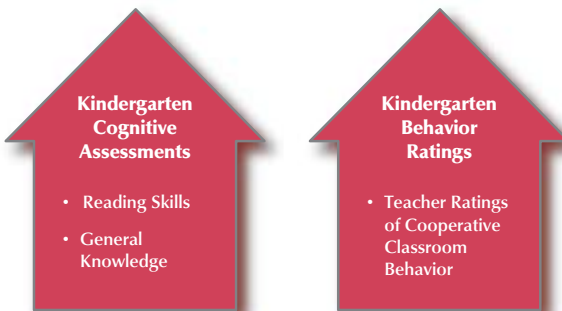 Kindergarten
Cognitive
Assessments
• Reading Skills
• General
Knowledge
Kindergarten
Behavior
Ratings
• Teacher Ratings
of Cooperative
Classroom
Behavior